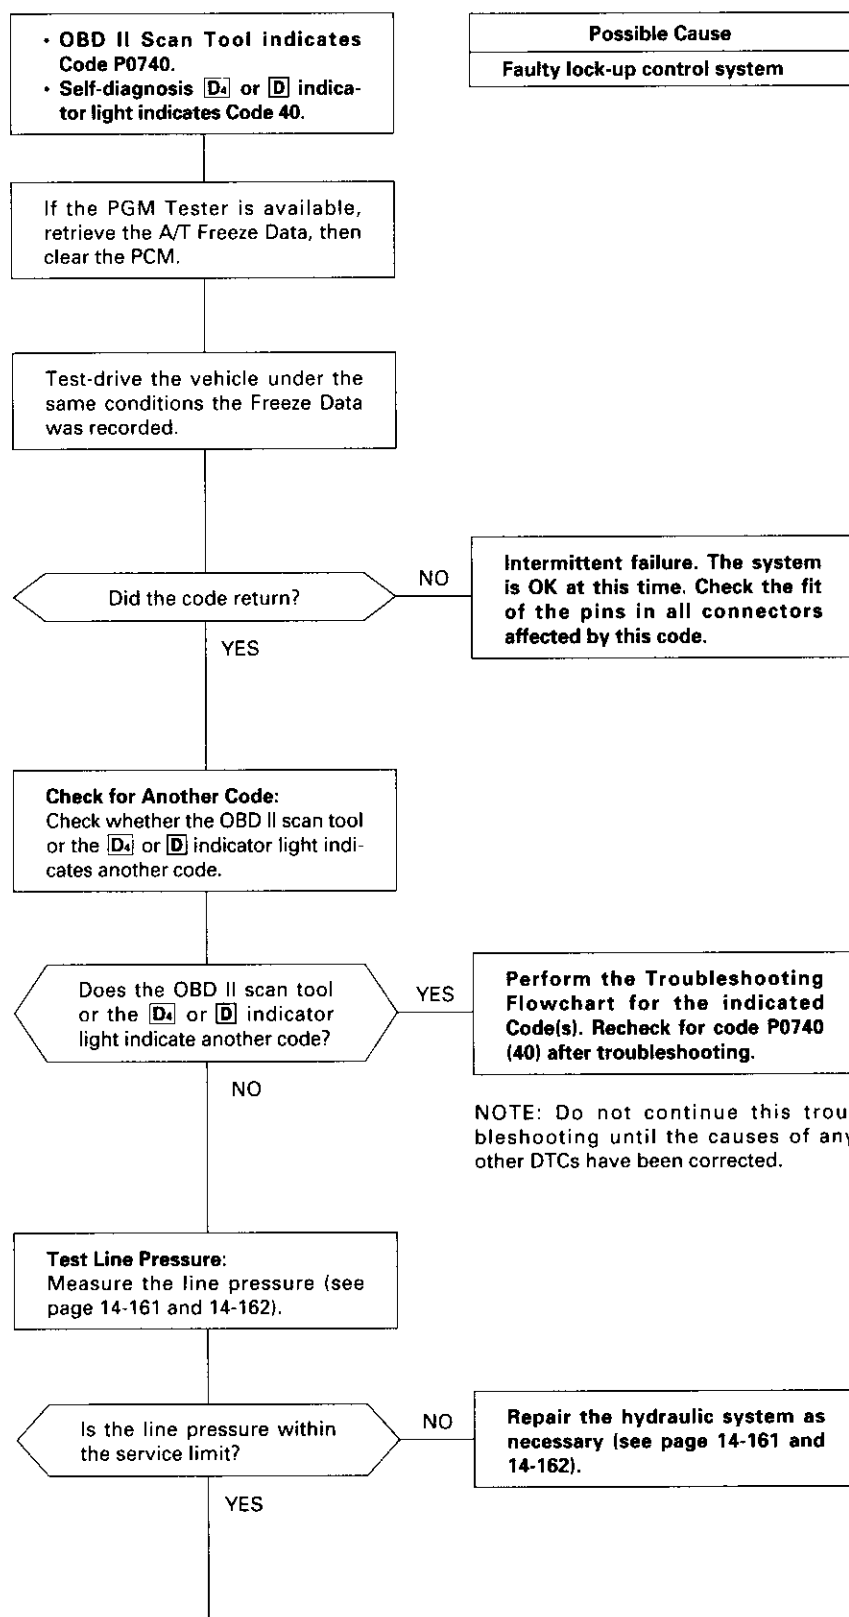 • OBD II Scan Tool indicates
Code P0740.
• Self-diagnosis D4 or D indica-
tor light indicates Code 40.
Possible Cause
Faulty lock-up control system
If the PGM Tester is available,
retrieve the A/T Freeze Data, then
clear the PCM.
Test-drive the vehicle under the
same conditions the Freeze Data
was recorded.
Did the code return?
NO
Intermittent failure. The system
is OK at this time. Check the fit
of the pins in all connectors
affected by this code.
YES
Check for Another Code:
Check whether the OBD II scan tool
or the D4 or D indicator light indi-
cates another code.
Does the OBD II scan tool
or the D4 or D indicator
light indicate another code?
YES
Perform the Troubleshooting
Flowchart for the indicated
Code(s). Recheck for code P0740
(40) after troubleshooting.
NO
NOTE: Do not continue this trou
bleshooting until the causes of any
other DTCs have been corrected.
Test Line Pressure:
Measure the line pressure (see
page 14-161 and 14-162).
Is the line pressure within
the service limit?
NO
Repair the hydraulic system as
necessary (see page 14-161 and
14-162).
YES